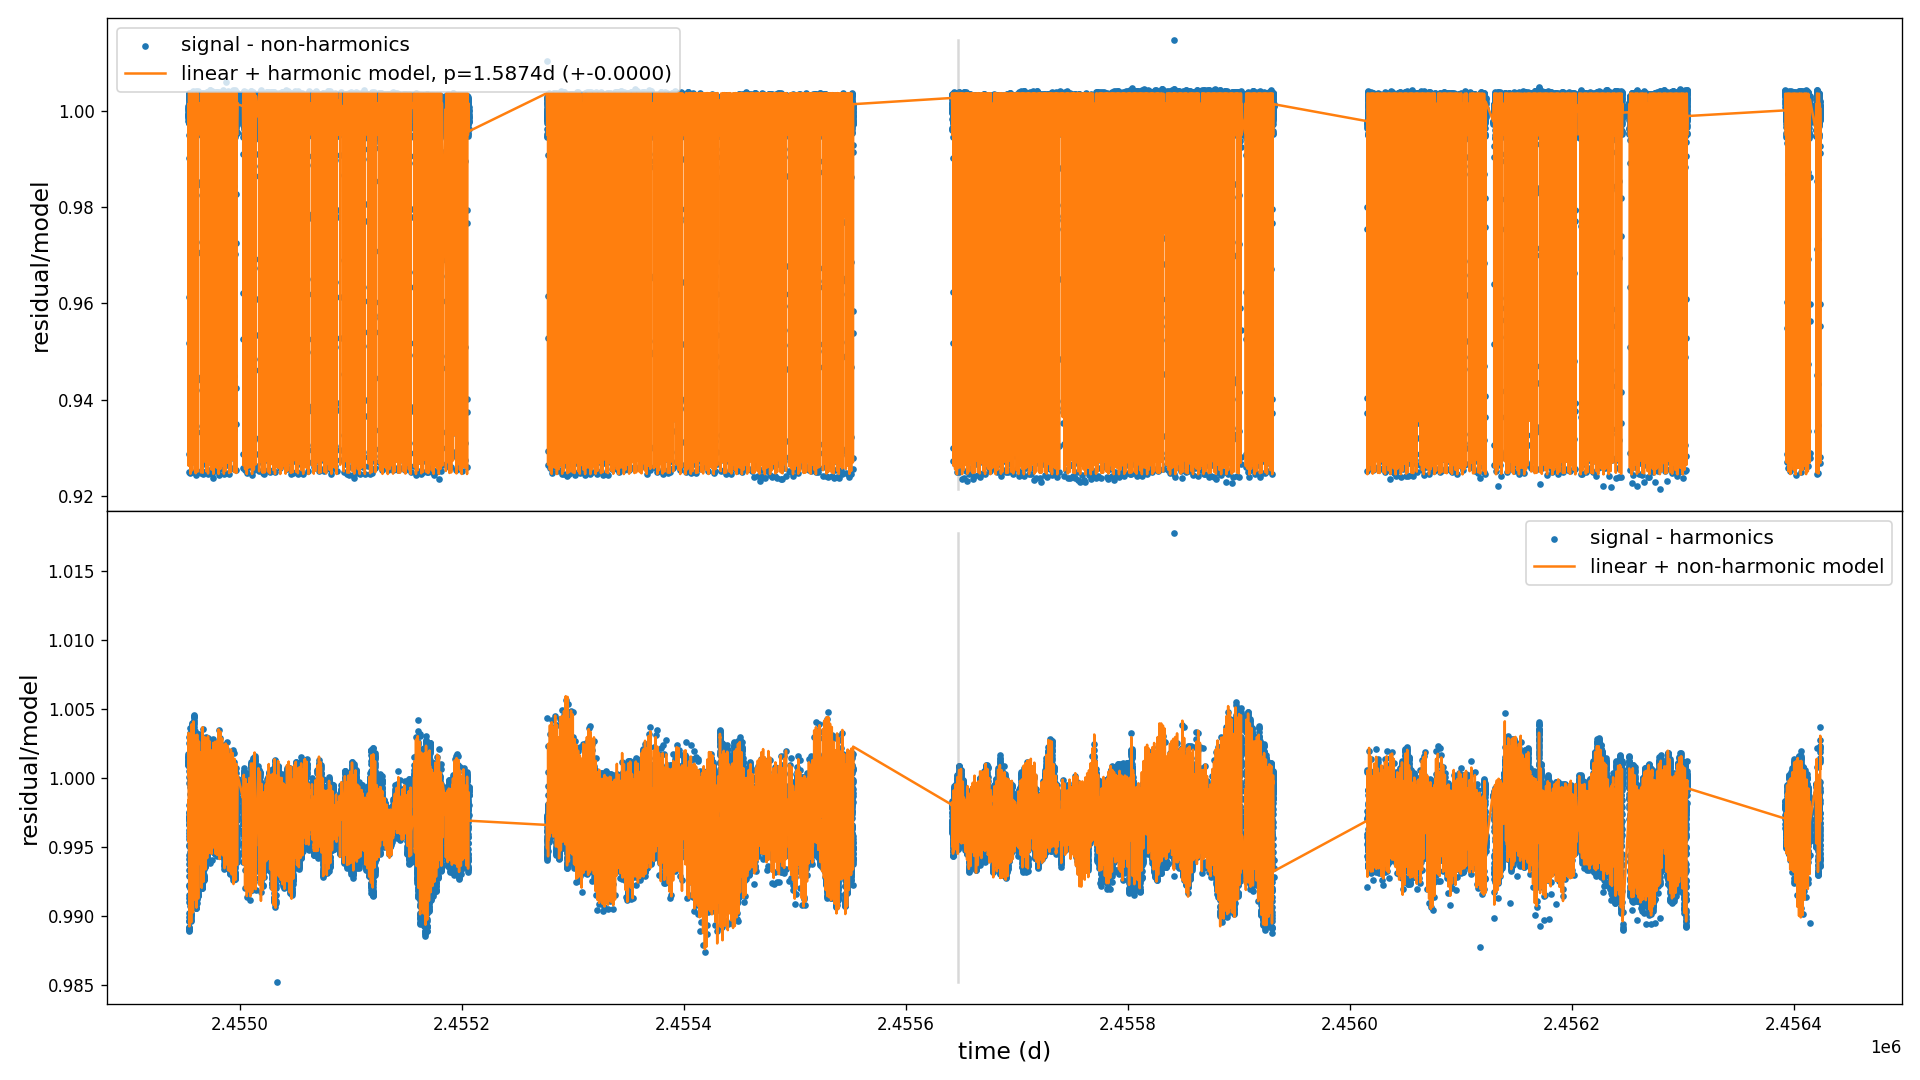 signal - non-harmonics
linear + harmonic model, p=1.5874d (+-0.0000)
1.00
0.98
0.96
0.94
0.92
residual/model
signal - harmonics
linear + non-harmonic model
1.015
1.010
1.005
1.000
0.995
0.990
0.985
residual/model
2.4550
2.4552
2.4554
2.4556
2.4558
2.4560
2.4562
2.4564
1e6
time (d)